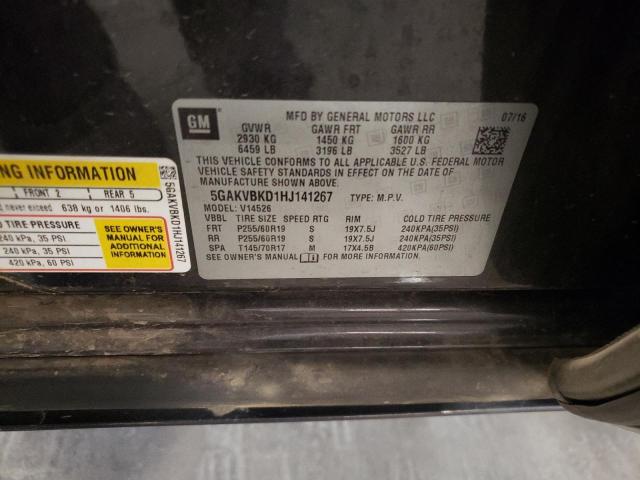 GM
MFD BY GENERAL MOTORS LLC 07/16
GVWR GAWR FRT GAWR RR
2930 KG 1450 KG 1600 KG
6459 LB 3196 LB 3527 LB
THIS VEHICLE CONFORMS TO ALL APPLICABLE U.S. FEDERAL MOTOR
VEHICLE SAFETY, BUMPER, AND THEFT PREVENTION
STANDARDS IN EFFECT ON THE DATE OF
MANUFACTURE SHOWN ABOVE.
5GAKVBKD1HJ141267 TYPE: M.P.V.
MODEL: V14526
VBBL TIRE SIZE SPEED RTG RIM COLD TIRE PRESSURE
FRT P255/60R19 S 19X7.5J 240KPA(35PSI)
RR P255/60R19 S 19X7.5J 240KPA(35PSI)
SPA T145/70R17 M 17X4.5B 420KPA(60PSI)
SEE OWNER'S MANUAL FOR MORE INFORMATION.
NG INFORMATION
FRONT 2 REAR 5
never exceed 638 kg or 1406 lbs.
TIRE PRESSURE
240 kPa, 35 PSI
240 kPa, 35 PSI
420 kPa, 60 PSI
SEE OWNER'S
MANUAL FOR
ADDITIONAL
INFORMATION
5GAKVBKD1HJ141267